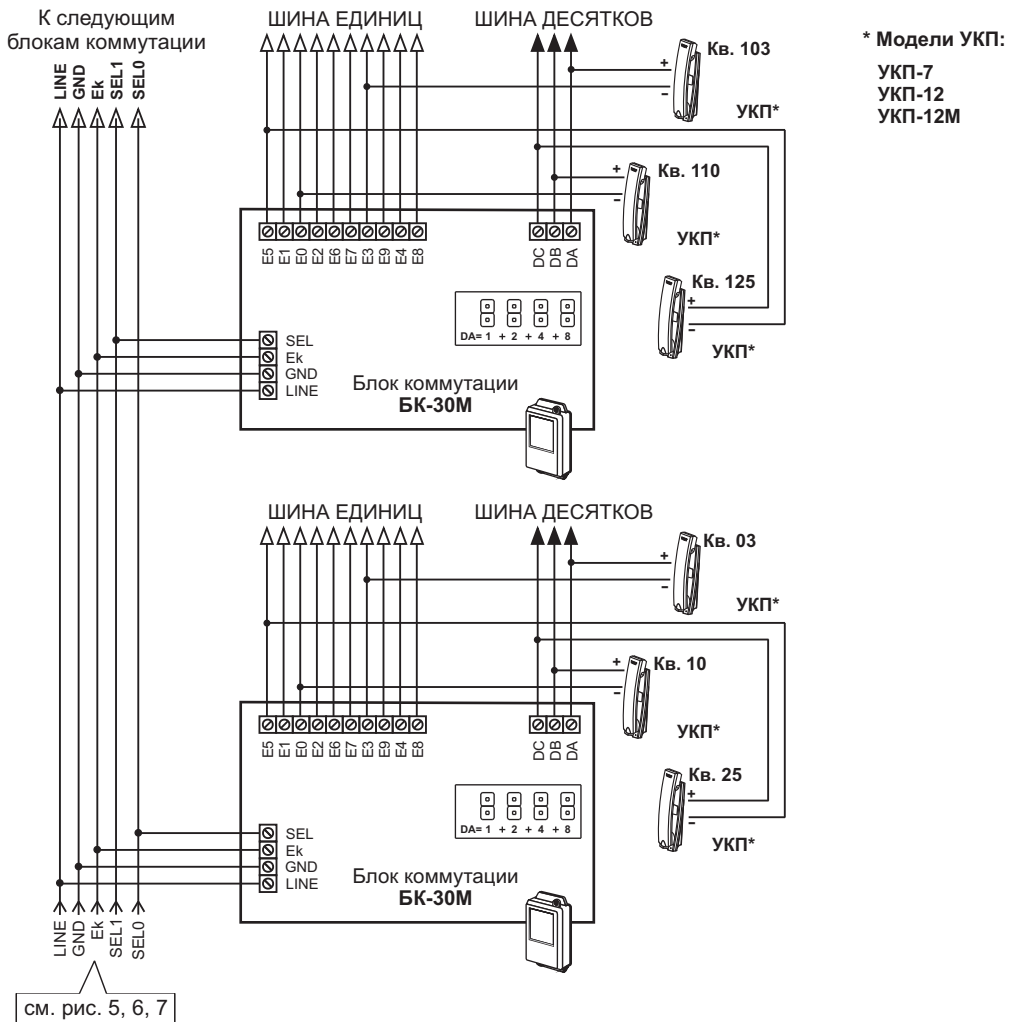 К следующим
блокам коммутации
LINE
GND
Ek
SEL1
SEL0
ШИНА ЕДИНИЦ
ШИНА ДЕСЯТКОВ
Кв. 103
+
–
УКП*
* Модели УКП:
УКП-7
УКП-12
УКП-12М
Кв. 110
+
–
УКП*
Кв. 125
+
–
УКП*
E5
E1
E0
E2
E6
E7
E3
E9
E4
E8
DC
DB
DA
DA= 1 + 2 + 4 + 8
SEL
Ek
GND
LINE
Блок коммутации
БК-30М
ШИНА ЕДИНИЦ
ШИНА ДЕСЯТКОВ
Кв. 03
+
–
УКП*
Кв. 10
+
–
УКП*
Кв. 25
+
–
УКП*
E5
E1
E0
E2
E6
E7
E3
E9
E4
E8
DC
DB
DA
DA= 1 + 2 + 4 + 8
SEL
Ek
GND
LINE
Блок коммутации
БК-30М
LINE
GND
Ek
SEL1
SEL0
см. рис. 5, 6, 7